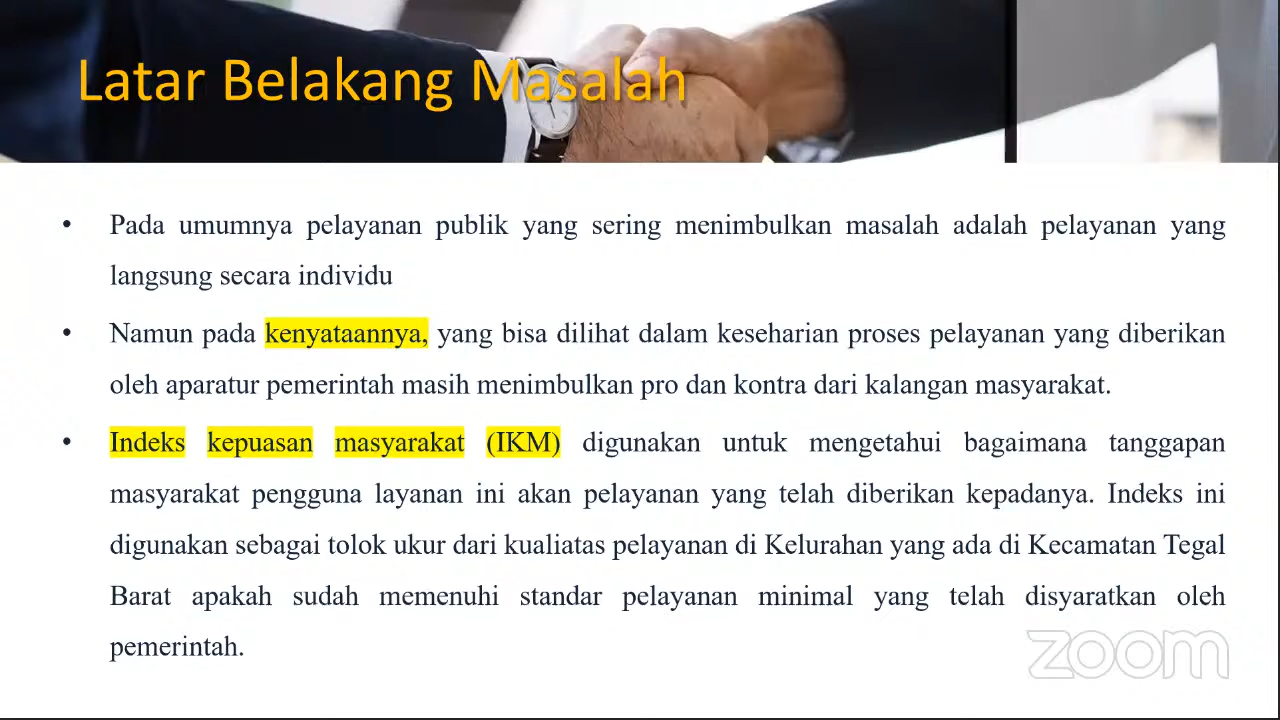 Latar Belakang Masalah
• Pada umumnya pelayanan publik yang sering menimbulkan masalah adalah pelayanan yang
langsung secara individu
• Namun pada kenyataannya, yang bisa dilihat dalam keseharian proses pelayanan yang diberikan
oleh aparatur pemerintah masih menimbulkan pro dan kontra dari kalangan masyarakat.
• Indeks kepuasan masyarakat (IKM) digunakan untuk mengetahui bagaimana tanggapan
masyarakat pengguna layanan ini akan pelayanan yang telah diberikan kepadanya. Indeks ini
digunakan sebagai tolok ukur dari kualiatas pelayanan di Kelurahan yang ada di Kecamatan Tegal
Barat apakah sudah memenuhi standar pelayanan minimal yang telah disyaratkan oleh
pemerintah.
zoom